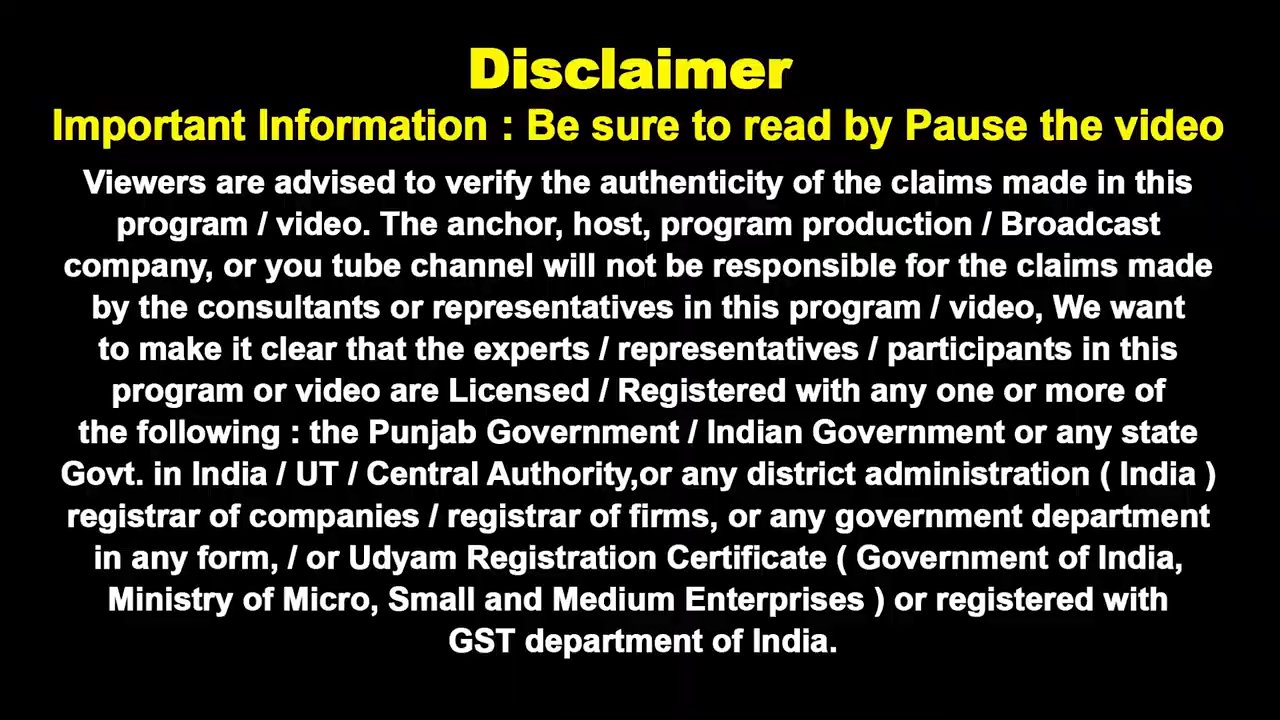 Disclaimer
Important Information : Be sure to read by Pause the video
Viewers are advised to verify the authenticity of the claims made in this
program / video. The anchor, host, program production / Broadcast
company, or you tube channel will not be responsible for the claims made
by the consultants or representatives in this program / video, We want
to make it clear that the experts / representatives / participants in this
program or video are Licensed / Registered with any one or more of
the following : the Punjab Government / Indian Government or any state
Govt. in India / UT / Central Authority,or any district administration ( India )
registrar of companies / registrar of firms, or any government department
in any form, / or Udyam Registration Certificate ( Government of India,
Ministry of Micro, Small and Medium Enterprises ) or registered with
GST department of India.